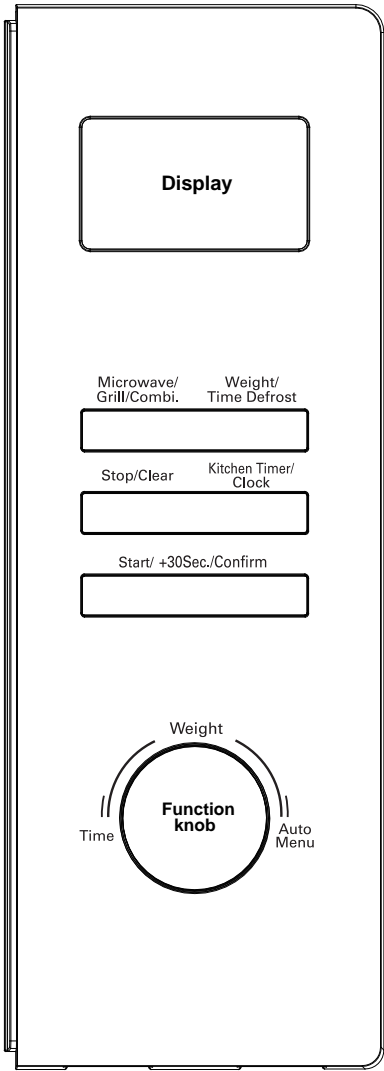 Display
Microwave/
Grill/Combi.
Weight/
Time Defrost
Stop/Clear
Kitchen Timer/
Clock
Start/ +30Sec./Confirm
Weight
Function
knob
Time
Auto
Menu